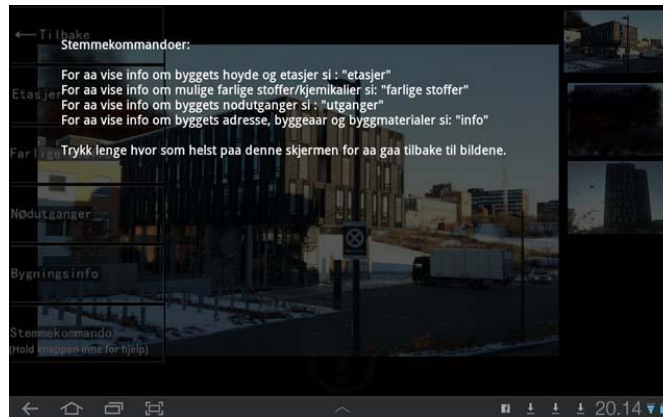 ← Tilbake
Stemmekommandoer:
For aa vise info om byggets hoyde og etasjer si : "etasjer"
For aa vise info om mulige farlige stoffer/kjemikalier si: "farlige stoffer"
For aa vise info om byggets nodutganger si : "utganger"
For aa vise info om byggets adresse, byggeaar og byggmaterialer si: "info"
Trykk lenge hvor som helst paa denne skjermen for aa gaa tilbake til bildene.
Etasjer
Farlige
Nødutganger
Bygningsinfo
Stemmekommando
(Hold knappen inne for hjelp)
20.14